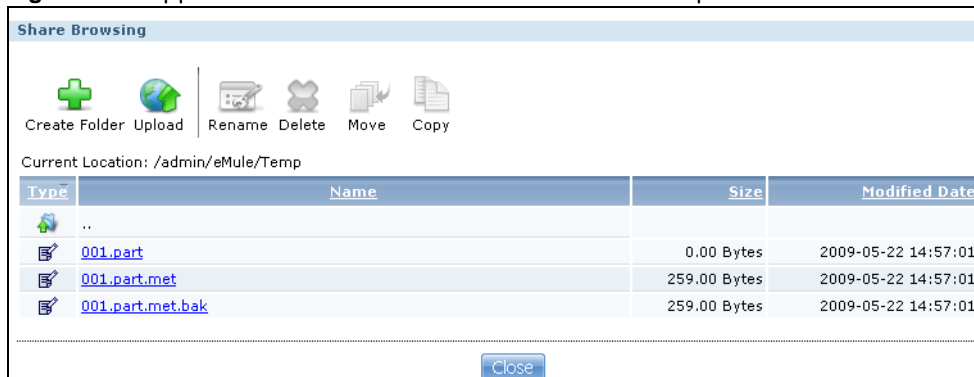 Share Browsing
Create Folder Upload Rename Delete Move Copy
Current Location: /admin/eMule/Temp
Type Name Size Modified Date
..
001.part 0.00 Bytes 2009-05-22 14:57:01
001.part.met 259.00 Bytes 2009-05-22 14:57:01
001.part.met.bak 259.00 Bytes 2009-05-22 14:57:01
Close